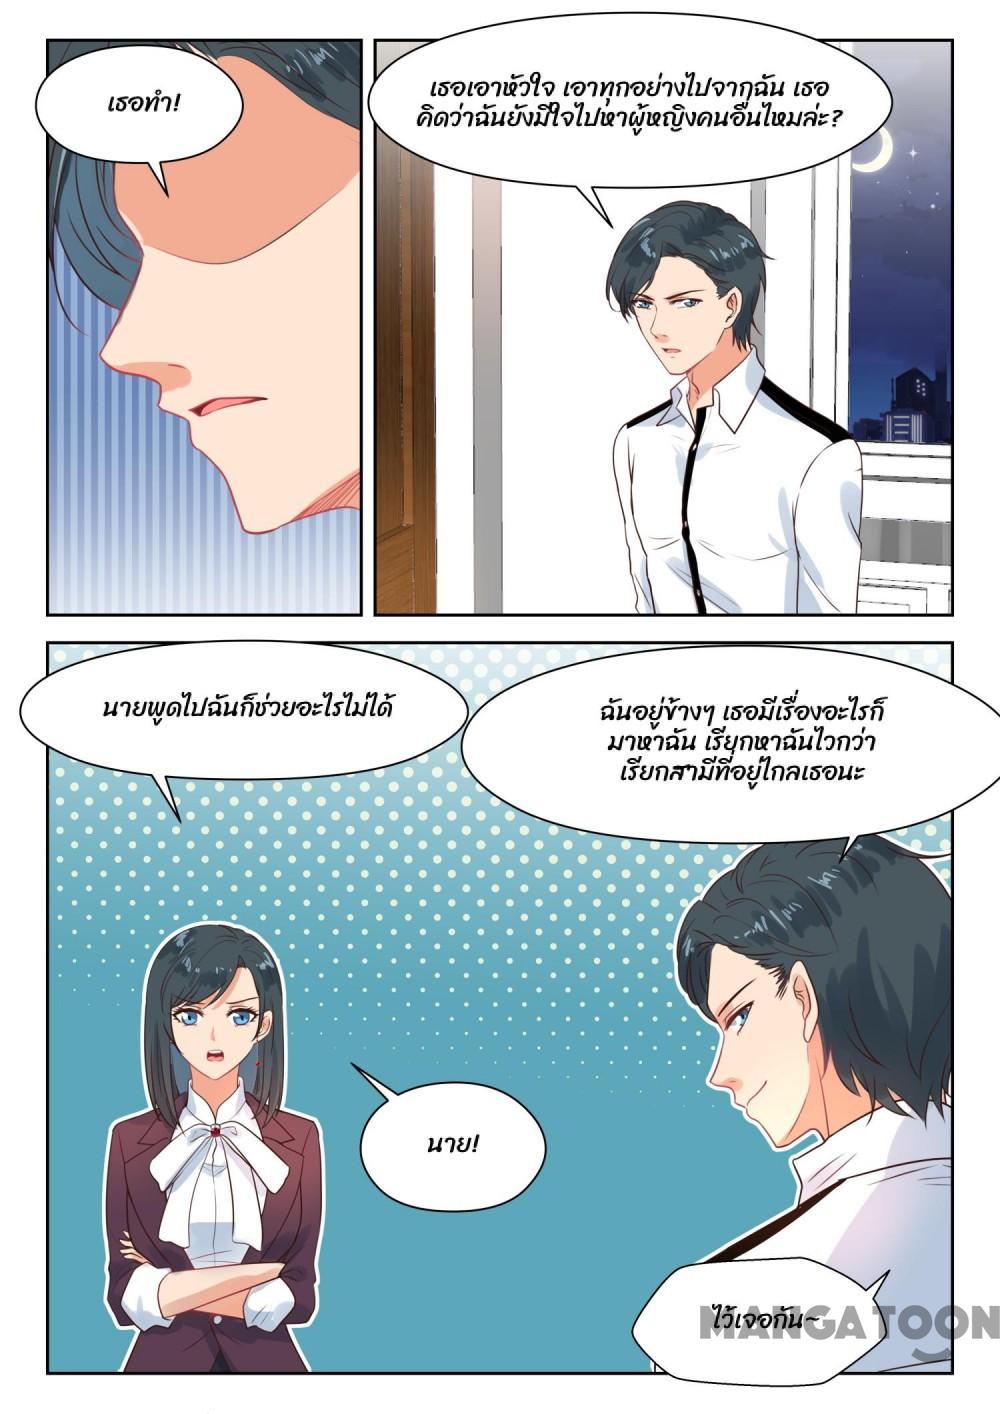 เธอทำ!
เธอเอาหัวใจ เอาทุกอย่างไปจากฉัน เธอ
คิดว่าฉันยังมีใจไปหาผู้หญิงคนอื่นไหมล่ะ?
นายพูดไปฉันก็ช่วยอะไรไม่ได้
ฉันอยู่ข้างๆ เธอมีเรื่องอะไรก็
มาหาฉัน เรียกหาฉันไวกว่า
เรียกสามีที่อยู่ไกลเธอนะ
นาย!
ไว้เจอกัน~
MANGATOON